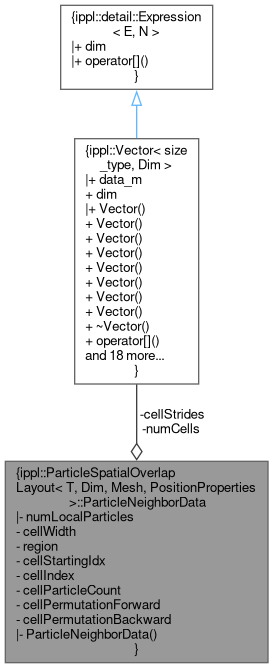 {ippl::detail::Expression
< E, N >
|+ dim
|+ operator[]()
}
{ippl::Vector< size
_type, Dim >
|+ data_m
+ dim
|+ Vector()
+ Vector()
+ Vector()
+ Vector()
+ Vector()
+ Vector()
+ Vector()
+ Vector()
+ ~Vector()
+ operator[]()
and 18 more...
}
-cellStrides
-numCells
{ippl::ParticleSpatialOverlap
Layout< T, Dim, Mesh, PositionProperties
>::ParticleNeighborData
|- numLocalParticles
- cellWidth
- region
- cellStartingIdx
- cellIndex
- cellParticleCount
- cellPermutationForward
- cellPermutationBackward
|- ParticleNeighborData()
}